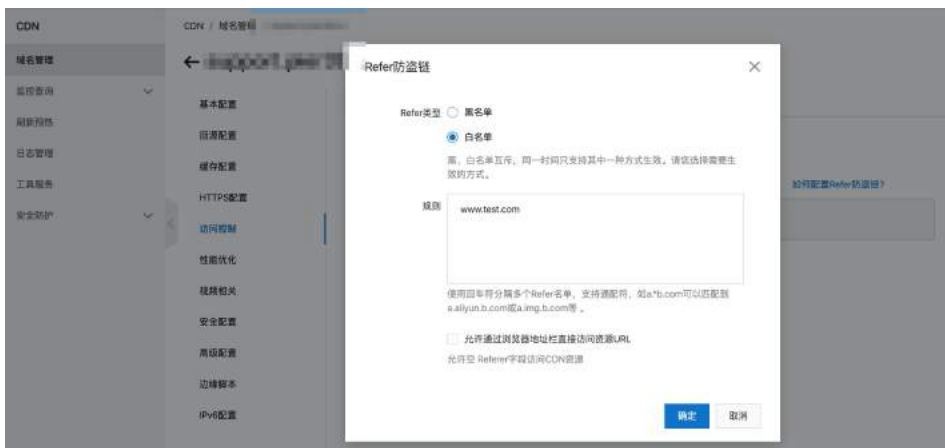 CDN
CDN / 域名管理
域名管理
监控查询
刷新预热
日志管理
工具服务
安全防护
基本配置
回源配置
缓存配置
HTTPS配置
访问控制
性能优化
视频相关
安全配置
高级配置
边缘脚本
IPv6配置
Refer防盗链
Refer类型
黑名单
白名单
黑、白名单互斥，同一时间只支持其中一种方式生效。请您选择需要生
效的方式。
规则
www.test.com
使用回车符分隔多个Refer名单，支持通配符，如a.*b.com可以匹配到
a.aliyun.b.com或a.img.b.com等 。
允许通过浏览器地址栏直接访问资源URL
允许空 Referer字段访问CDN资源
确定
取消
如何配置Refer防盗链?